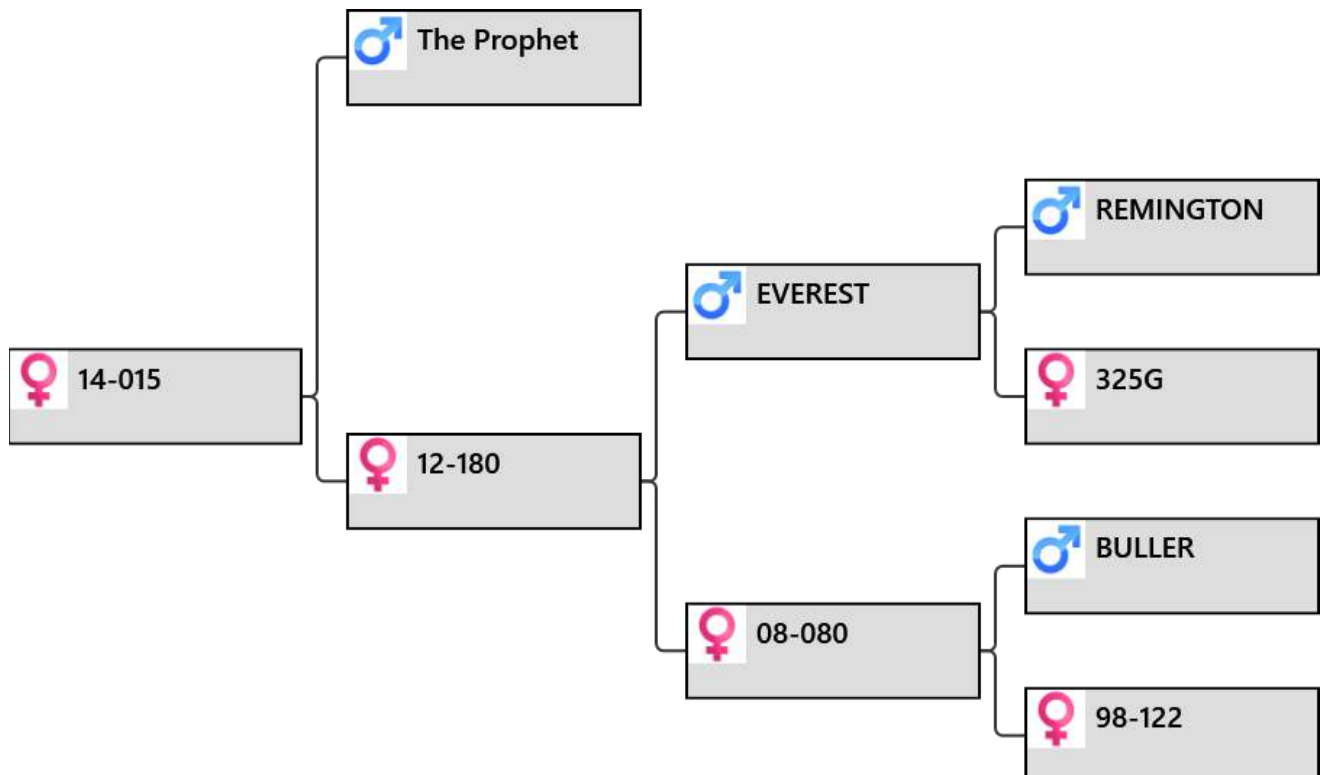 The Prophet
REMINGTON
EVEREST
14-015
325G
12-180
BULLER
08-080
98-122